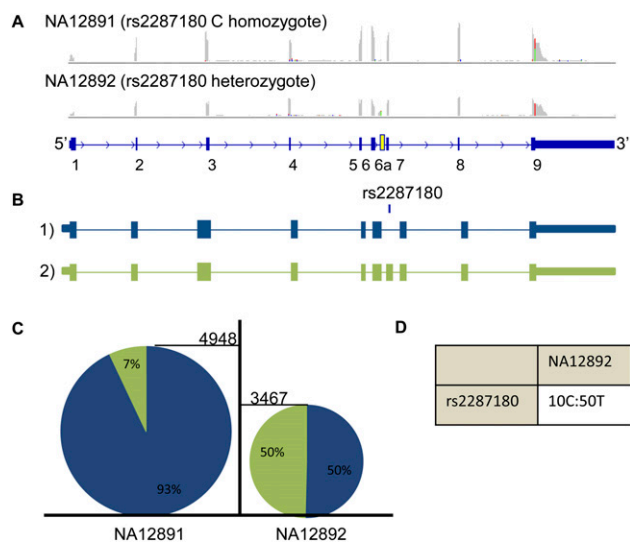 A
NA12891 (rs2287180 C homozygote)
NA12892 (rs2287180 heterozygote)
5' 3'
1 2 3 4 5 6 6a 7 8 9
B
rs2287180
1)
2)
C
4948
7%
93%
3467
50% 50%
NA12891 NA12892
D
NA12892
rs2287180 10C:50T